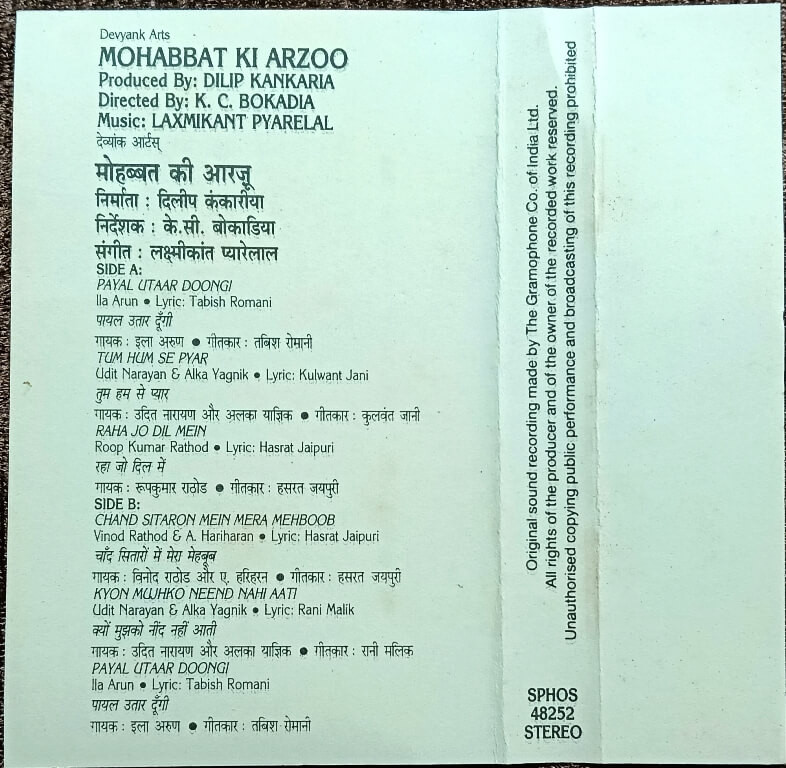 Devyank Arts
MOHABBAT KI ARZOO
Produced By: DILIP KANKARIA
Directed By: K. C. BOKADIA
Music: LAXMIKANT PYARELAL
देव्यांक आर्टस्
मोहब्बत की आरजू
निर्माता : दिलीप कंकारीया
निर्देशक : के.सी. बोकाडिया
संगीत : लक्ष्मीकांत प्यारेलाल
SIDE A:
PAYAL UTAAR DOONGI
Ila Arun ● Lyric: Tabish Romani
पायल उतार दूँगी
गायक : इला अरुण ● गीतकार : तबिश रोमानी
TUM HUM SE PYAR
Udit Narayan & Alka Yagnik ● Lyric: Kulwant Jani
तुम हम से प्यार
गायक : उदित नारायण और अलका याज्ञिक ● गीतकार : कुलवंत जानी
RAHA JO DIL MEIN
Roop Kumar Rathod ● Lyric: Hasrat Jaipuri
रहा जो दिल में
गायक : रूपकुमार राठोड ● गीतकार : हसरत जयपुरी
SIDE B:
CHAND SITARON MEIN MERA MEHBOOB
Vinod Rathod & A. Hariharan ● Lyric: Hasrat Jaipuri
चाँद सितारों में मेरा मेहबूब
गायक : विनोद राठोड और ए. हरिहरन ● गीतकार : हसरत जयपुरी
KYON MUJHKO NEEND NAHI AATI
Udit Narayan & Alka Yagnik ● Lyric: Rani Malik
क्यों मुझको नींद नहीं आती
गायक : उदित नारायण और अलका याज्ञिक ● गीतकार : रानी मलिक
PAYAL UTAAR DOONGI
Ila Arun ● Lyric: Tabish Romani
पायल उतार दूँगी
गायक : इला अरुण ● गीतकार : तबिश रोमानी
Original sound recording made by The Gramophone Co. of India Ltd.
All rights of the producer and of the owner of the recorded work reserved.
Unauthorised copying public performance and broadcasting of this recording prohibited
SPHOS
48252
STEREO